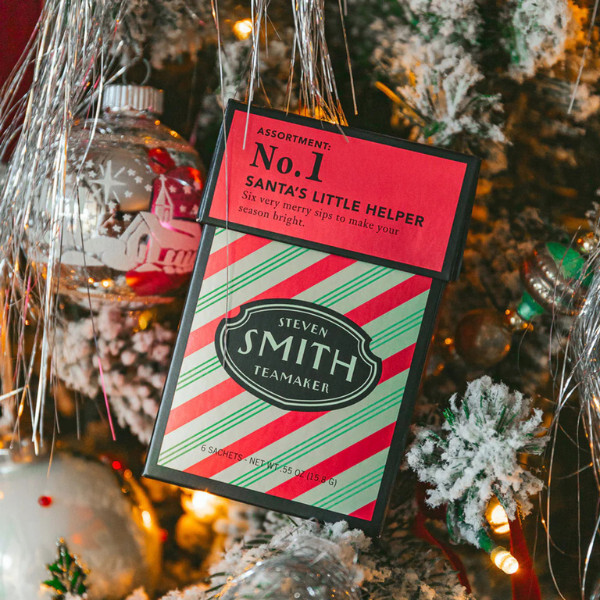 ASSORTMENT:
No.1
SANTA'S LITTLE HELPER
Six very merry sips to make your
season bright.
STEVEN
SMITH
TEAMAKER
6 SACHETS - NET WT .55 OZ (15.8 G)